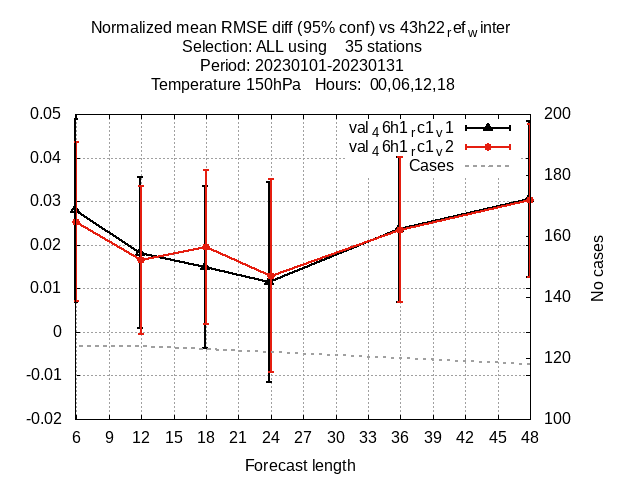 Normalized mean RMSE diff (95% conf) vs 43h22refwinter
Selection: ALL using 35 stations
Period: 20230101-20230131
Temperature 150hPa Hours: 00,06,12,18
val46h1rc1v1
val46h1rc1v2
Cases
0.05
0.04
0.03
0.02
0.01
0
-0.01
-0.02
200
180
160
140
120
100
No cases
6 9 12 15 18 21 24 27 30 33 36 39 42 45 48
Forecast length